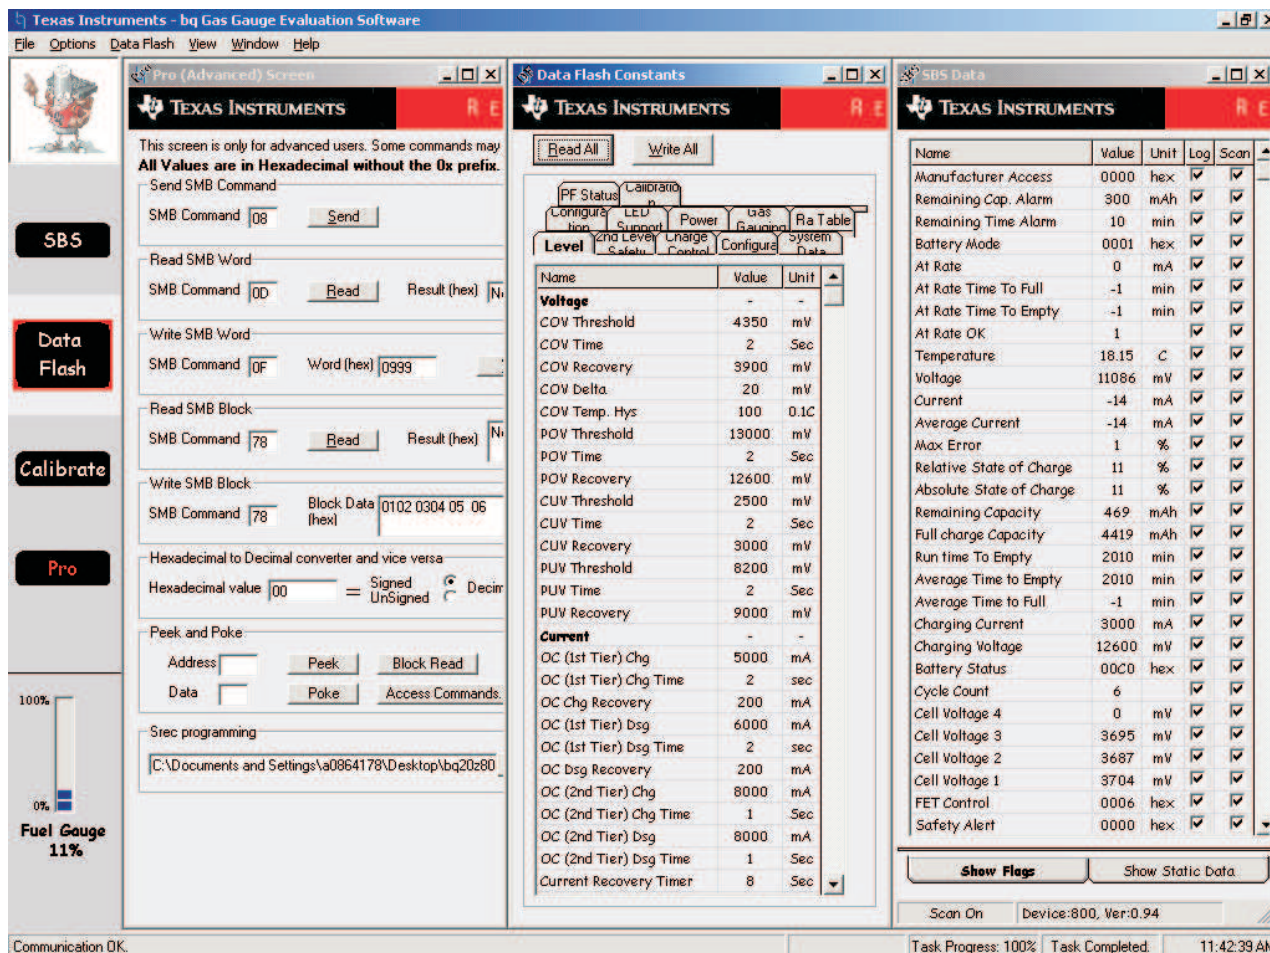 Texas Instruments - bq Gas Gauge Evaluation Software
File Options Data Flash View Window Help
SBS
Data
Flash
Calibrate
Pro
100%
0%
Fuel Gauge
11%
Pro (Advanced) Screen
TEXAS INSTRUMENTS R E
This screen is only for advanced users. Some commands may
All Values are in Hexadecimal without the 0x prefix.
Send SMB Command
SMB Command 08 Send
Read SMB Word
SMB Command 0D Read Result (hex)
Write SMB Word
SMB Command 0F Word (hex) 0999
Read SMB Block
SMB Command 78 Read Result (hex)
Write SMB Block
SMB Command 78 Block Data (hex) 0102 0304 05 06
Hexadecimal to Decimal converter and vice versa
Hexadecimal value 00 = Signed UnSigned Decim
Peek and Poke
Address Peek Block Read
Data Poke Access Commands.
Srec programming
C:\Documents and Settings\a0864178\Desktop\bq20z80
Data Flash Constants
TEXAS INSTRUMENTS R E
Read All Write All
PF Status Calibration
Configuration LED Support Power Gas Gauging Ra Table
Level 2nd Level Safety Charge Control Configura System Data
Name Value Unit
Voltage - -
COV Threshold 4350 mV
COV Time 2 Sec
COV Recovery 3900 mV
COV Delta 20 mV
COV Temp. Hys 100 0.1C
POV Threshold 13000 mV
POV Time 2 Sec
POV Recovery 12600 mV
CUV Threshold 2500 mV
CUV Time 2 Sec
CUV Recovery 3000 mV
PUV Threshold 8200 mV
PUV Time 2 Sec
PUV Recovery 9000 mV
Current - -
OC (1st Tier) Chg 5000 mA
OC (1st Tier) Chg Time 2 sec
OC Chg Recovery 200 mA
OC (1st Tier) Dsg 6000 mA
OC (1st Tier) Dsg Time 2 sec
OC Dsg Recovery 200 mA
OC (2nd Tier) Chg 8000 mA
OC (2nd Tier) Chg Time 1 Sec
OC (2nd Tier) Dsg 8000 mA
OC (2nd Tier) Dsg Time 1 Sec
Current Recovery Timer 8 Sec
SBS Data
TEXAS INSTRUMENTS R E
Name Value Unit Log Scan
Manufacturer Access 0000 hex
Remaining Cap. Alarm 300 mAh
Remaining Time Alarm 10 min
Battery Mode 0001 hex
At Rate 0 mA
At Rate Time To Full -1 min
At Rate Time To Empty -1 min
At Rate OK 1
Temperature 18.15 C
Voltage 11086 mV
Current -14 mA
Average Current -14 mA
Max Error 1 %
Relative State of Charge 11 %
Absolute State of Charge 11 %
Remaining Capacity 469 mAh
Full charge Capacity 4419 mAh
Run time To Empty 2010 min
Average Time to Empty 2010 min
Average Time to Full -1 min
Charging Current 3000 mA
Charging Voltage 12600 mV
Battery Status 00C0 hex
Cycle Count 6
Cell Voltage 4 0 mV
Cell Voltage 3 3695 mV
Cell Voltage 2 3687 mV
Cell Voltage 1 3704 mV
FET Control 0006 hex
Safety Alert 0000 hex
Show Flags Show Static Data
Scan On Device:800, Ver:0.94
Communication OK. Task Progress: 100% Task Completed. 11:42:39 AM